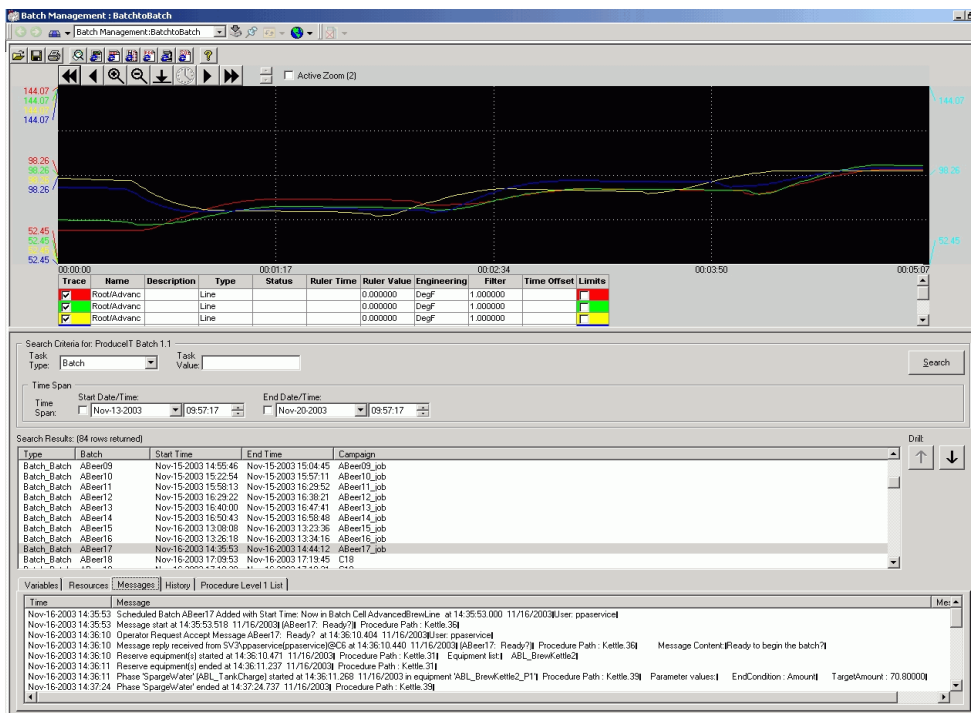 Batch Management : BatchtoBatch
Batch Management:BatchtoBatch
Active Zoom (2)
144.07
144.07
144.07
144.07
98.26
98.26
98.26
98.26
98.26
52.45
52.45
52.45
52.45
00:00:00 00:01:17 00:02:34 00:03:50 00:05:07
Trace Name Description Type Status Ruler Time Ruler Value Engineering Filter Time Offset Limits
Root/Advanc Line 0.000000 DegF 1.000000
Root/Advanc Line 0.000000 DegF 1.000000
Root/Advanc Line 0.000000 DegF 1.000000
Search Criteria for: ProduceIT Batch 1.1
Task Type: Batch Task Value: Search
Time Span
Start Date/Time: End Date/Time:
Time Span: Nov-13-2003 09:57:17 Nov-20-2003 09:57:17
Search Results: (84 rows returned) Drill:
Type Batch Start Time End Time Campaign
Batch_Batch ABeer09 Nov-15-2003 14:55:46 Nov-15-2003 15:04:45 ABeer09_job
Batch_Batch ABeer10 Nov-15-2003 15:22:54 Nov-15-2003 15:57:11 ABeer10_job
Batch_Batch ABeer11 Nov-15-2003 15:58:13 Nov-15-2003 16:29:52 ABeer11_job
Batch_Batch ABeer12 Nov-15-2003 16:29:22 Nov-15-2003 16:38:21 ABeer12_job
Batch_Batch ABeer13 Nov-15-2003 16:40:00 Nov-15-2003 16:47:41 ABeer13_job
Batch_Batch ABeer14 Nov-15-2003 16:50:43 Nov-15-2003 16:58:48 ABeer14_job
Batch_Batch ABeer15 Nov-16-2003 13:08:08 Nov-16-2003 13:23:36 ABeer15_job
Batch_Batch ABeer16 Nov-16-2003 13:26:18 Nov-16-2003 13:34:16 ABeer16_job
Batch_Batch ABeer17 Nov-16-2003 14:35:53 Nov-16-2003 14:44:12 ABeer17_job
Batch_Batch ABeer18 Nov-16-2003 17:09:53 Nov-16-2003 17:19:45 C18
Variables Resources Messages History Procedure Level 1 List
Time Message
Nov-16-2003 14:35:53 Scheduled Batch ABeer17 Added with Start Time: Now in Batch Cell AdvancedBrewLine at 14:35:53.000 11/16/2003 User: ppaservice
Nov-16-2003 14:35:53 Message start at 14:35:53.518 11/16/2003 (ABeer17: Ready?) Procedure Path : Kettle.36
Nov-16-2003 14:36:10 Operator Request Accept Message ABeer17: Ready? at 14:36:10.404 11/16/2003 User: ppaservice
Nov-16-2003 14:36:10 Message reply received from SV3\ppaservice(ppaservice)@C6 at 14:36:10.440 11/16/2003 (ABeer17: Ready?) Procedure Path : Kettle.36 Message Content: Ready to begin the batch?
Nov-16-2003 14:36:10 Reserve equipment(s) started at 14:36:10.471 11/16/2003 Procedure Path : Kettle.31 Equipment list: ABL_BrewKettle2
Nov-16-2003 14:36:11 Reserve equipment(s) ended at 14:36:11.237 11/16/2003 Procedure Path : Kettle.31
Nov-16-2003 14:36:11 Phase 'SpargeWater' (ABL_TankCharge) started at 14:36:11.268 11/16/2003 in equipment 'ABL_BrewKettle2_P1' Procedure Path : Kettle.39 Parameter values: EndCondition : Amount TargetAmount : 70.80000
Nov-16-2003 14:37:24 Phase 'SpargeWater' ended at 14:37:24.737 11/16/2003 Procedure Path : Kettle.39